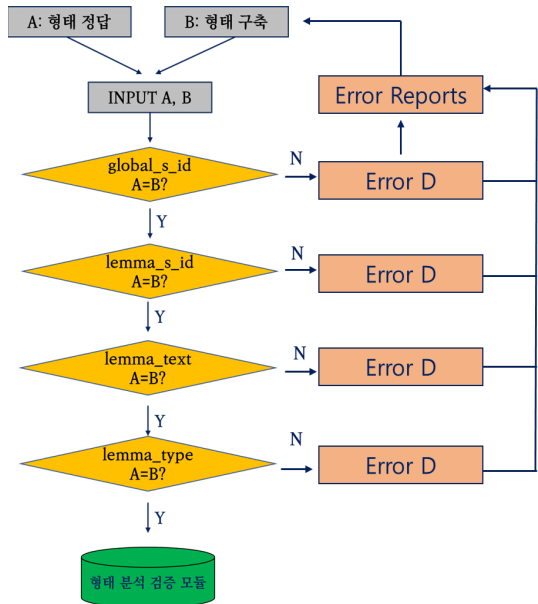 A: 형태 정답
B: 형태 구축
INPUT A, B
Error Reports
global_s_id
A=B?
N
Error D
Y
lemma_s_id
A=B?
N
Error D
Y
lemma_text
A=B?
N
Error D
Y
lemma_type
A=B?
N
Error D
Y
형태 분석 검증 모듈